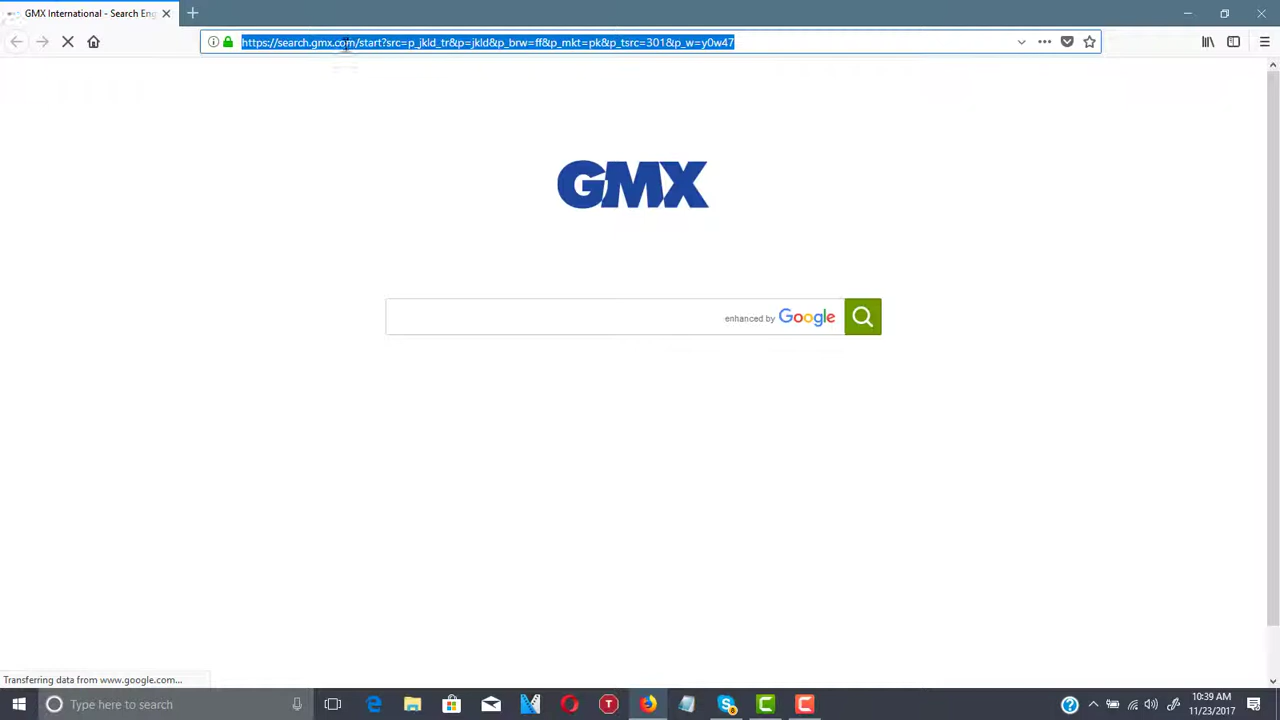 GMX International - Search Eng
https://search.gmx.com/start?src=p_jkld_tr&p=jkld&p_brw=ff&p_mkt=pk&p_tsrc=301&p_w=y0w47
GMX
enhanced by Google
Transferring data from www.google.com...
Type here to search
T
8
6:39 AM
11/23/2017